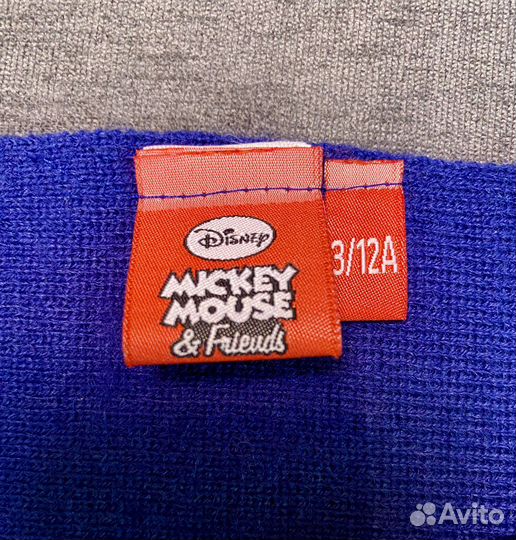 Disney
MICKEY
MOUSE
& Friends
3/12A
Avito